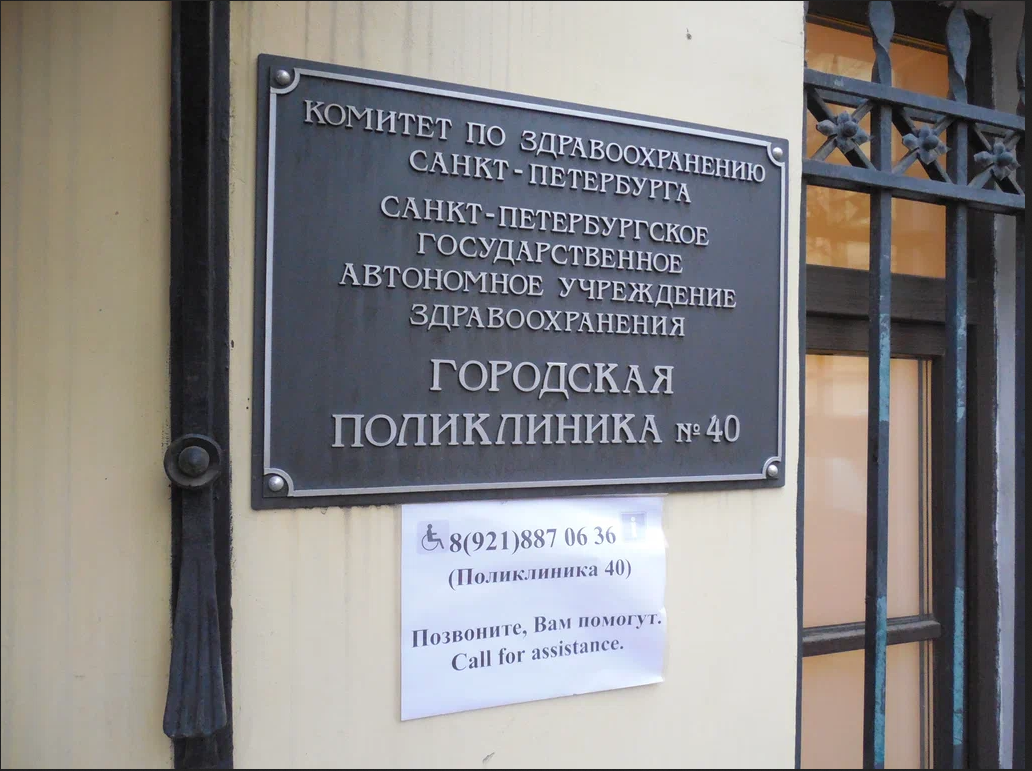 КОМИТЕТ ПО ЗДРАВООХРАНЕНИЮ
САНКТ-ПЕТЕРБУРГА
САНКТ-ПЕТЕРБУРГСКОЕ
ГОСУДАРСТВЕННОЕ
АВТОНОМНОЕ УЧРЕЖДЕНИЕ
ЗДРАВООХРАНЕНИЯ
ГОРОДСКАЯ
ПОЛИКЛИНИКА №40
8(921)887 06 36
(Поликлиника 40)
Позвоните, Вам помогут.
Call for assistance.